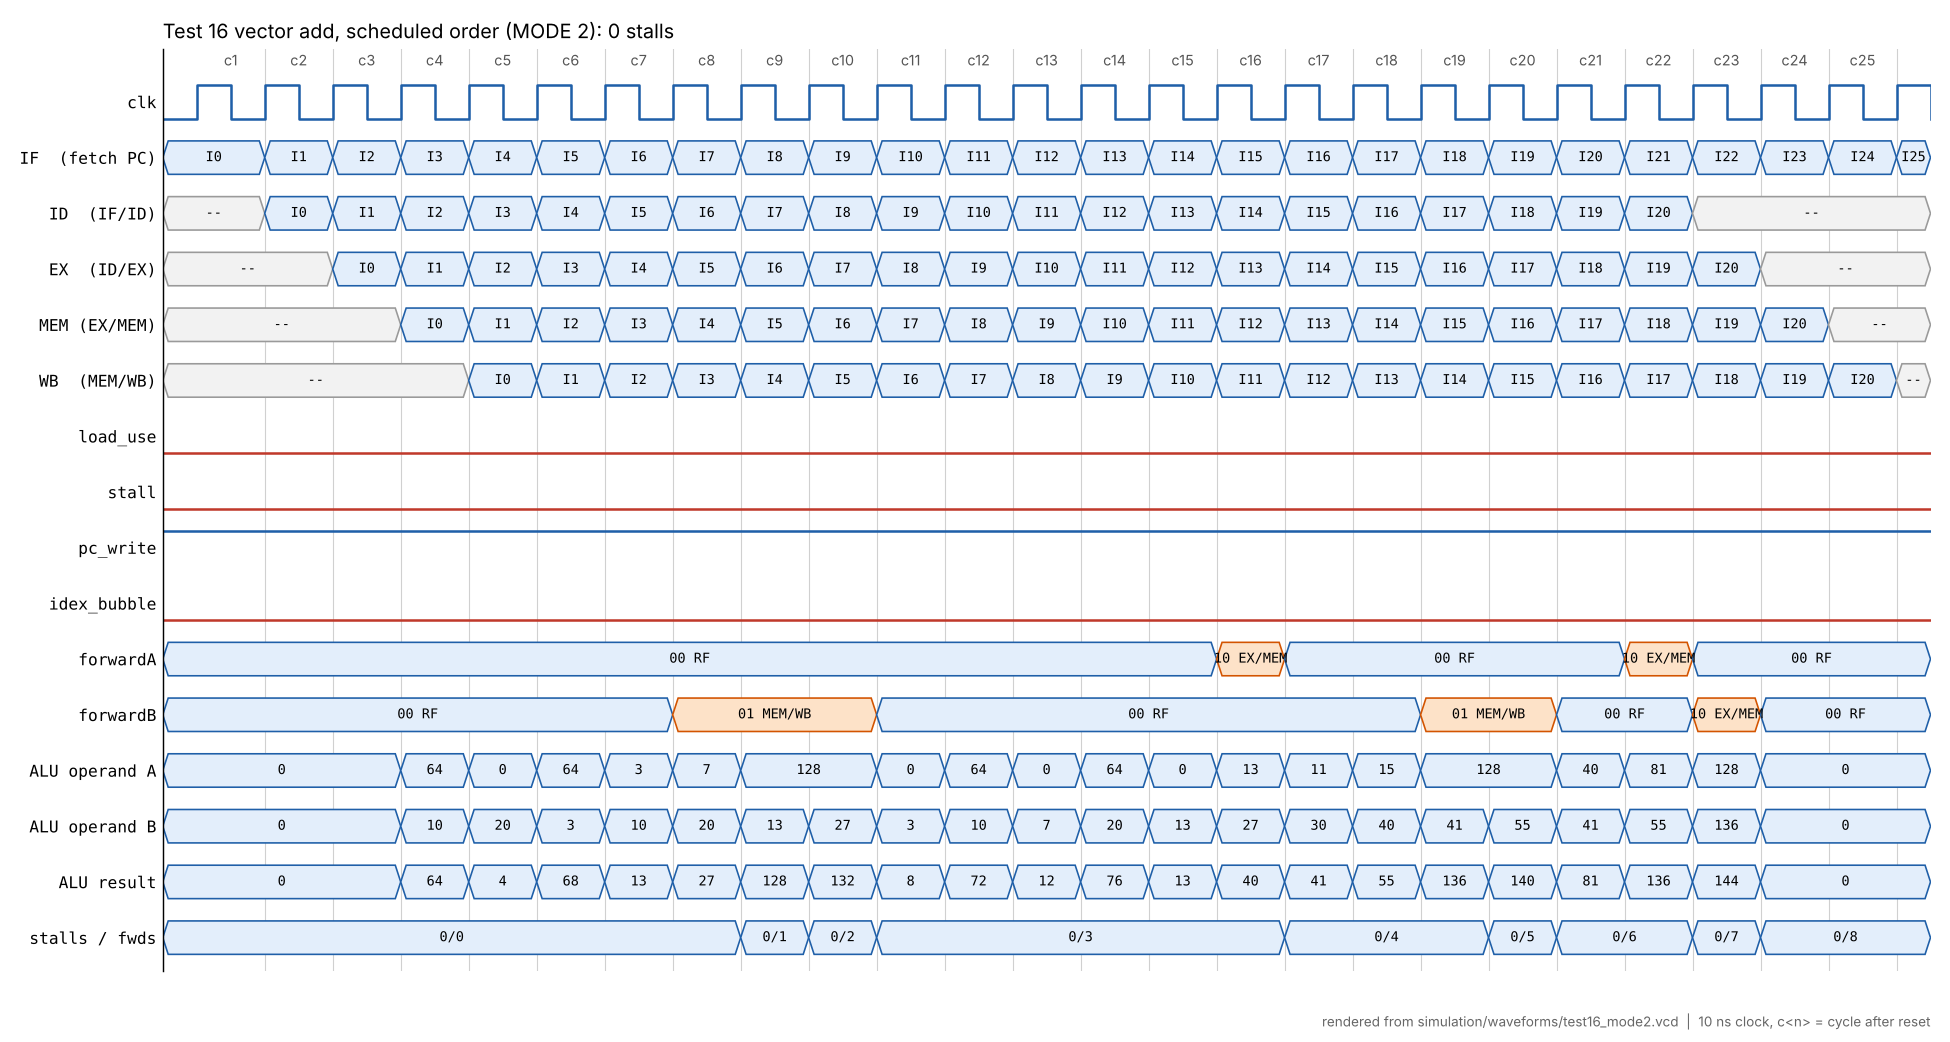 Test 16 vector add, scheduled order (MODE 2): 0 stalls
c1 c2 c3 c4 c5 c6 c7 c8 c9 c10 c11 c12 c13 c14 c15 c16 c17 c18 c19 c20 c21 c22 c23 c24 c25
clk
IF (fetch PC) I0 I1 I2 I3 I4 I5 I6 I7 I8 I9 I10 I11 I12 I13 I14 I15 I16 I17 I18 I19 I20 I21 I22 I23 I24 I25
ID (IF/ID) -- I0 I1 I2 I3 I4 I5 I6 I7 I8 I9 I10 I11 I12 I13 I14 I15 I16 I17 I18 I19 I20 --
EX (ID/EX) -- I0 I1 I2 I3 I4 I5 I6 I7 I8 I9 I10 I11 I12 I13 I14 I15 I16 I17 I18 I19 I20 --
MEM (EX/MEM) -- I0 I1 I2 I3 I4 I5 I6 I7 I8 I9 I10 I11 I12 I13 I14 I15 I16 I17 I18 I19 I20 --
WB (MEM/WB) -- I0 I1 I2 I3 I4 I5 I6 I7 I8 I9 I10 I11 I12 I13 I14 I15 I16 I17 I18 I19 I20 --
load_use
stall
pc_write
idex_bubble
forwardA 00 RF 10 EX/MEM 00 RF 10 EX/MEM 00 RF
forwardB 00 RF 01 MEM/WB 00 RF 01 MEM/WB 00 RF 10 EX/MEM 00 RF
ALU operand A 0 64 0 64 3 7 128 0 64 0 64 0 13 11 15 128 40 81 128 0
ALU operand B 0 10 20 3 10 20 13 27 3 10 7 20 13 27 30 40 41 55 41 55 136 0
ALU result 0 64 4 68 13 27 128 132 8 72 12 76 13 40 41 55 136 140 81 136 144 0
stalls / fwds 0/0 0/1 0/2 0/3 0/4 0/5 0/6 0/7 0/8
rendered from simulation/waveforms/test16_mode2.vcd | 10 ns clock, c<n> = cycle after reset